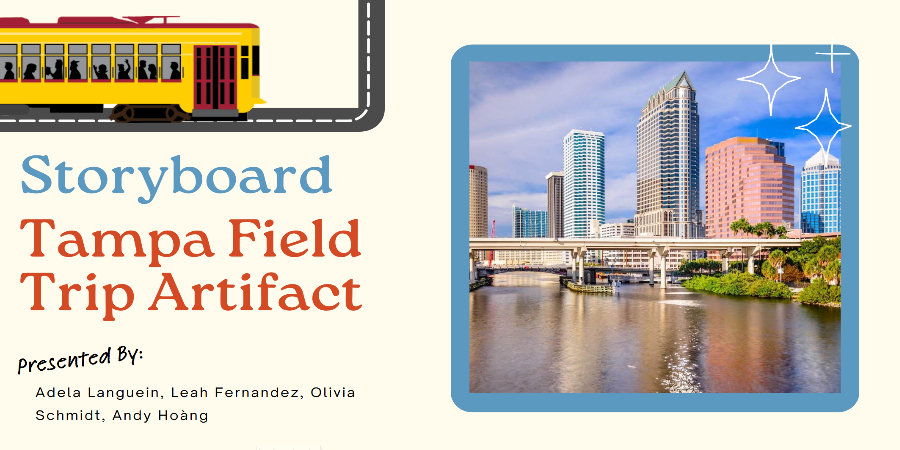 Storyboard
Tampa Field
Trip Artifact
Presented By:
Adela Languein, Leah Fernandez, Olivia
Schmidt, Andy Hoàng